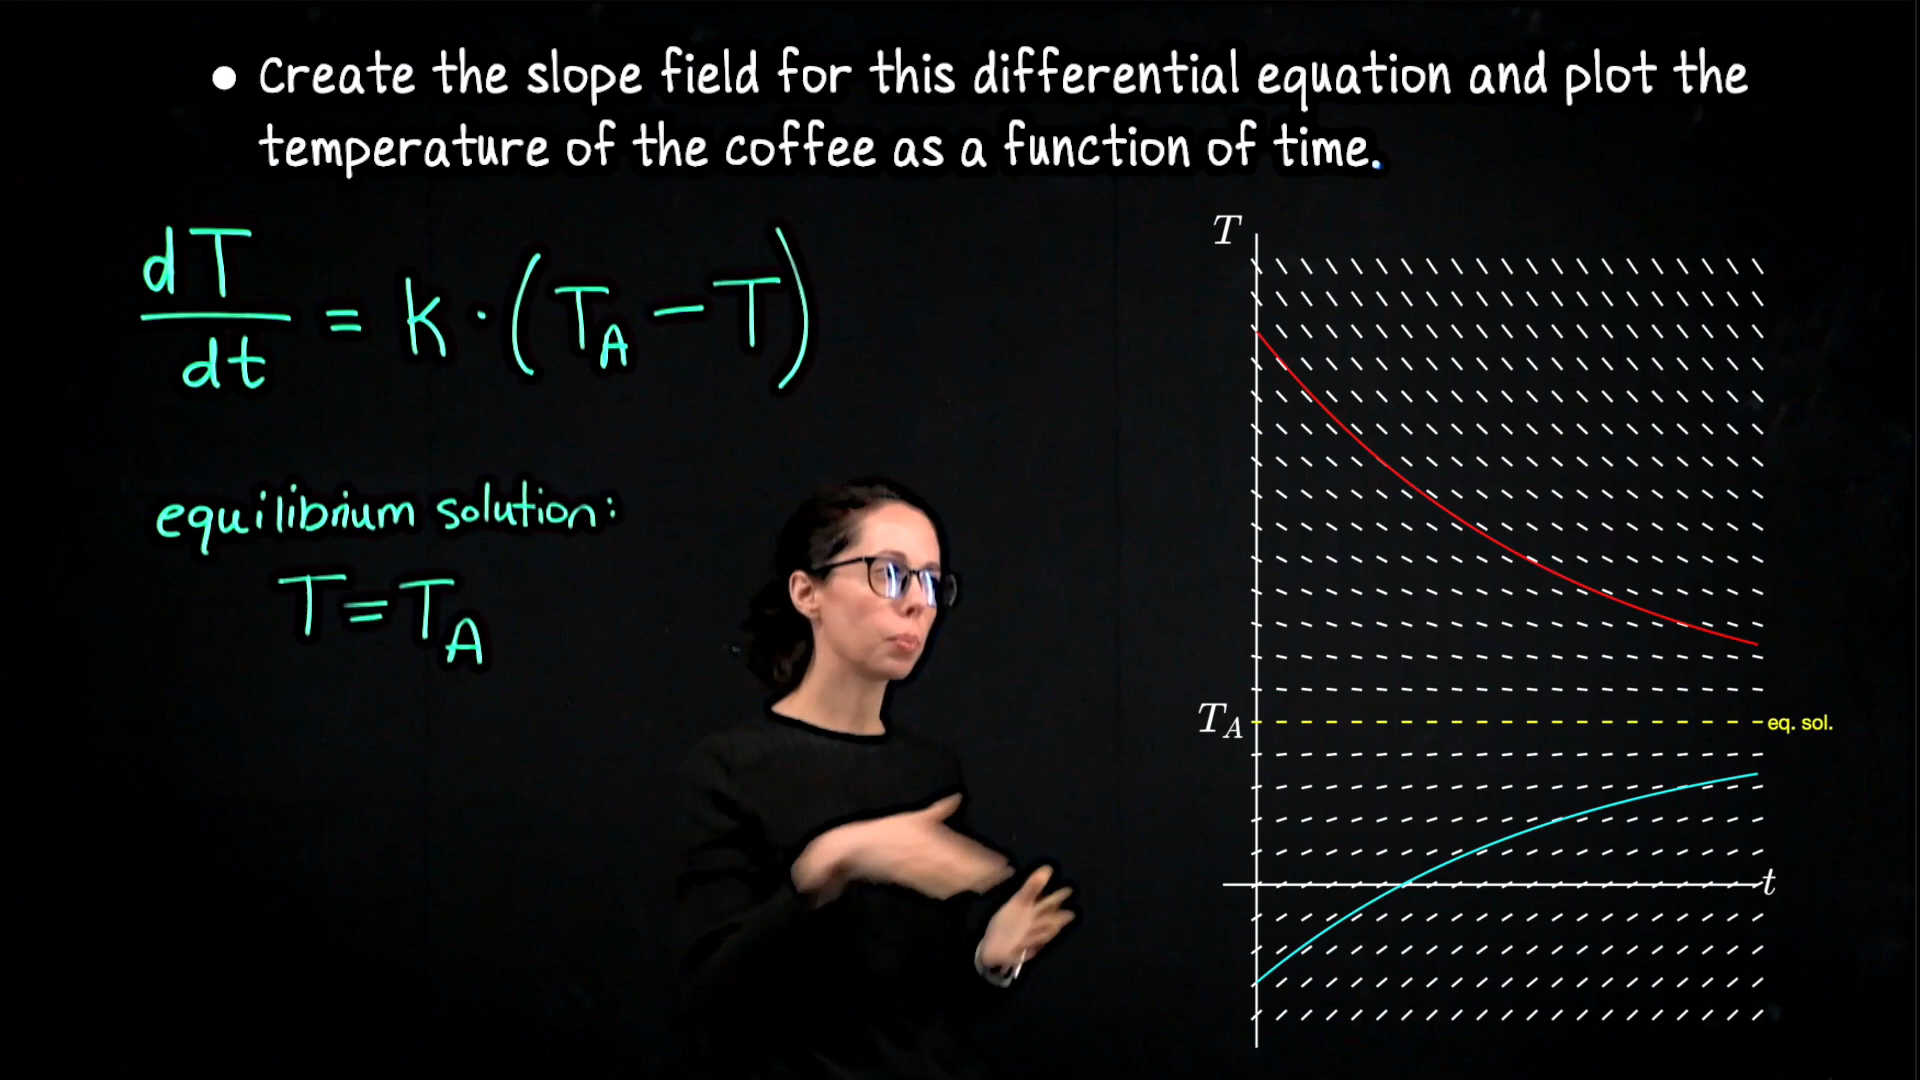 • Create the slope field for this differential equation and plot the
temperature of the coffee as a function of time.
dT/dt = k · (T_A − T)
equilibrium solution:
T = T_A
T
T_A
eq. sol.
t